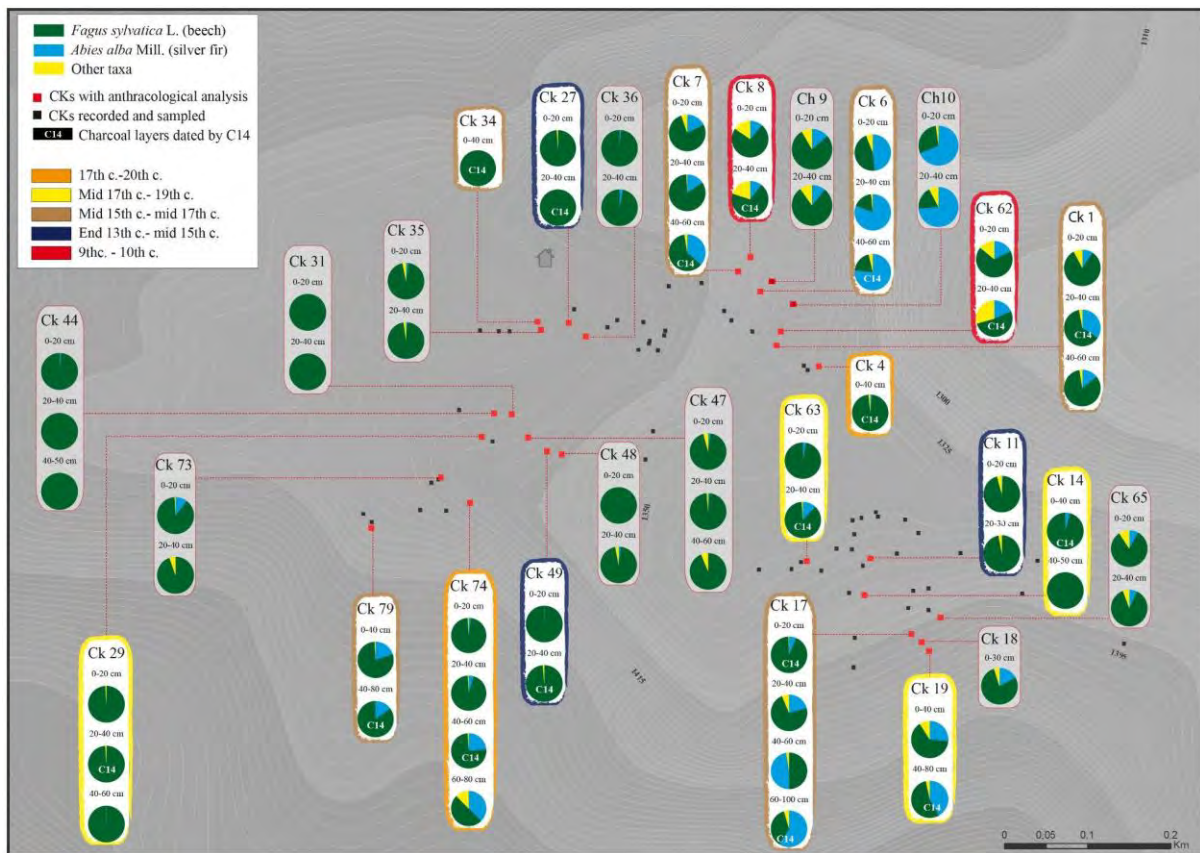 Fagus sylvatica L. (beech)
Abies alba Mill. (silver fir)
Other taxa
CKs with anthracological analysis
CKs recorded and sampled
C14 Charcoal layers dated by C14
17th c.-20th c.
Mid 17th c.- 19th c.
Mid 15th c.- mid 17th c.
End 13th c.- mid 15th c.
9thc. - 10th c.
Ck 34
0-40 cm
C14
Ck 27
0-20 cm
20-40 cm
C14
Ck 36
0-20 cm
20-40 cm
Ck 7
0-20 cm
20-40 cm
40-60 cm
C14
Ck 8
0-20 cm
20-40 cm
C14
Ch 9
0-20 cm
20-40 cm
Ck 6
0-20 cm
20-40 cm
40-60 cm
C14
Ch10
0-20 cm
20-40 cm
Ck 62
0-20 cm
20-40 cm
C14
Ck 1
0-20 cm
20-40 cm
C14
40-60 cm
1310
Ck 35
0-20 cm
20-40 cm
Ck 31
0-20 cm
20-40 cm
Ck 44
0-20 cm
20-40 cm
40-50 cm
Ck 4
0-40 cm
C14
1300
1325
Ck 47
0-20 cm
20-40 cm
40-60 cm
Ck 63
0-20 cm
20-40 cm
C14
Ck 48
0-20 cm
20-40 cm
1350
Ck 11
0-20 cm
20-30 cm
Ck 14
0-40 cm
C14
40-50 cm
Ck 65
0-20 cm
20-40 cm
Ck 73
0-20 cm
20-40 cm
Ck 29
0-20 cm
20-40 cm
C14
40-60 cm
Ck 79
0-40 cm
40-80 cm
C14
Ck 74
0-20 cm
20-40 cm
40-60 cm
C14
60-80 cm
Ck 49
0-20 cm
20-40 cm
C14
1415
Ck 17
0-20 cm
C14
20-40 cm
40-60 cm
60-100 cm
C14
Ck 19
0-40 cm
40-80 cm
C14
Ck 18
0-30 cm
1395
0 0,05 0,1 0,2
Km